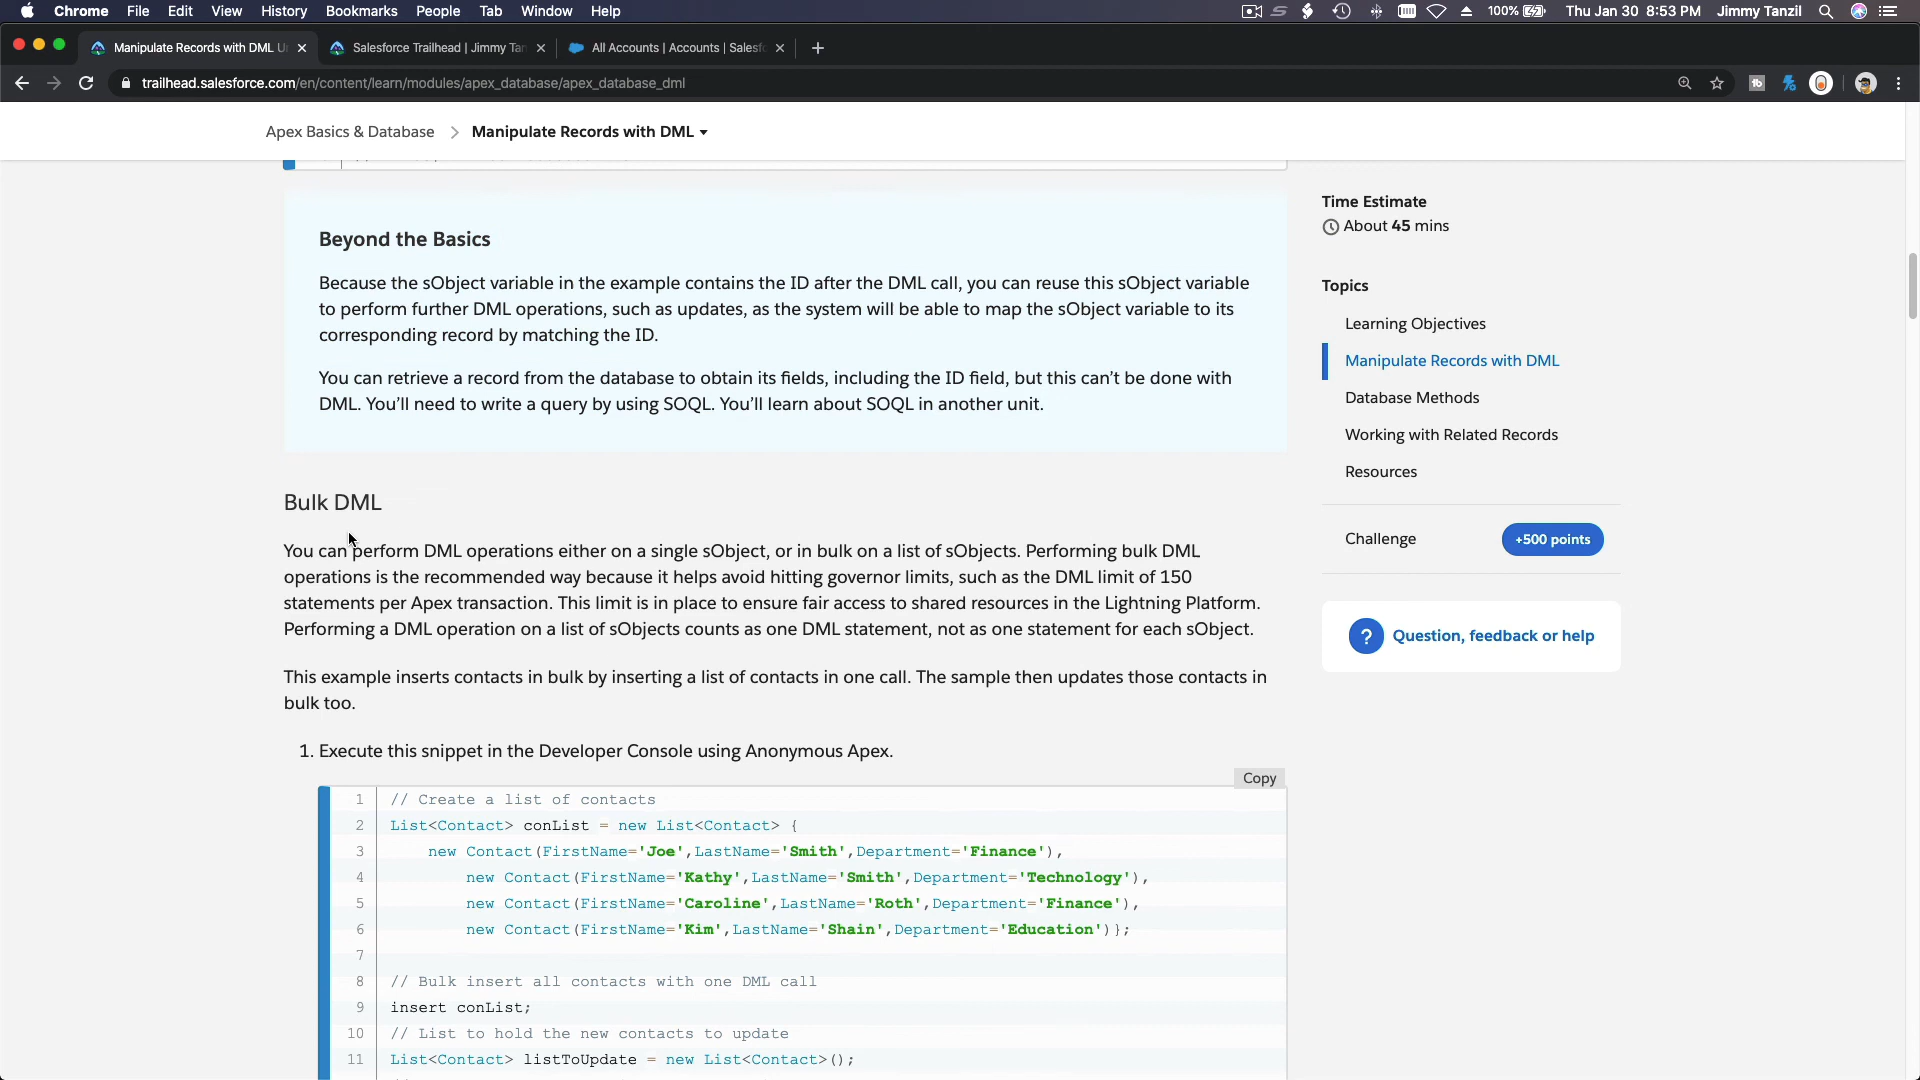 Chrome File Edit View History Bookmarks People Tab Window Help 100% Thu Jan 30 8:53 PM Jimmy Tanzil
Manipulate Records with DML U Salesforce Trailhead | Jimmy Tan All Accounts | Accounts | Salesfo
trailhead.salesforce.com/en/content/learn/modules/apex_database/apex_database_dml
Apex Basics & Database Manipulate Records with DML
Beyond the Basics
Because the sObject variable in the example contains the ID after the DML call, you can reuse this sObject variable
to perform further DML operations, such as updates, as the system will be able to map the sObject variable to its
corresponding record by matching the ID.
You can retrieve a record from the database to obtain its fields, including the ID field, but this can’t be done with
DML. You’ll need to write a query by using SOQL. You’ll learn about SOQL in another unit.
Bulk DML
You can perform DML operations either on a single sObject, or in bulk on a list of sObjects. Performing bulk DML
operations is the recommended way because it helps avoid hitting governor limits, such as the DML limit of 150
statements per Apex transaction. This limit is in place to ensure fair access to shared resources in the Lightning Platform.
Performing a DML operation on a list of sObjects counts as one DML statement, not as one statement for each sObject.
This example inserts contacts in bulk by inserting a list of contacts in one call. The sample then updates those contacts in
bulk too.
1. Execute this snippet in the Developer Console using Anonymous Apex.
Copy
1 // Create a list of contacts
2 List<Contact> conList = new List<Contact> {
3 new Contact(FirstName='Joe',LastName='Smith',Department='Finance'),
4 new Contact(FirstName='Kathy',LastName='Smith',Department='Technology'),
5 new Contact(FirstName='Caroline',LastName='Roth',Department='Finance'),
6 new Contact(FirstName='Kim',LastName='Shain',Department='Education')};
7
8 // Bulk insert all contacts with one DML call
9 insert conList;
10 // List to hold the new contacts to update
11 List<Contact> listToUpdate = new List<Contact>();
Time Estimate
About 45 mins
Topics
Learning Objectives
Manipulate Records with DML
Database Methods
Working with Related Records
Resources
Challenge +500 points
? Question, feedback or help